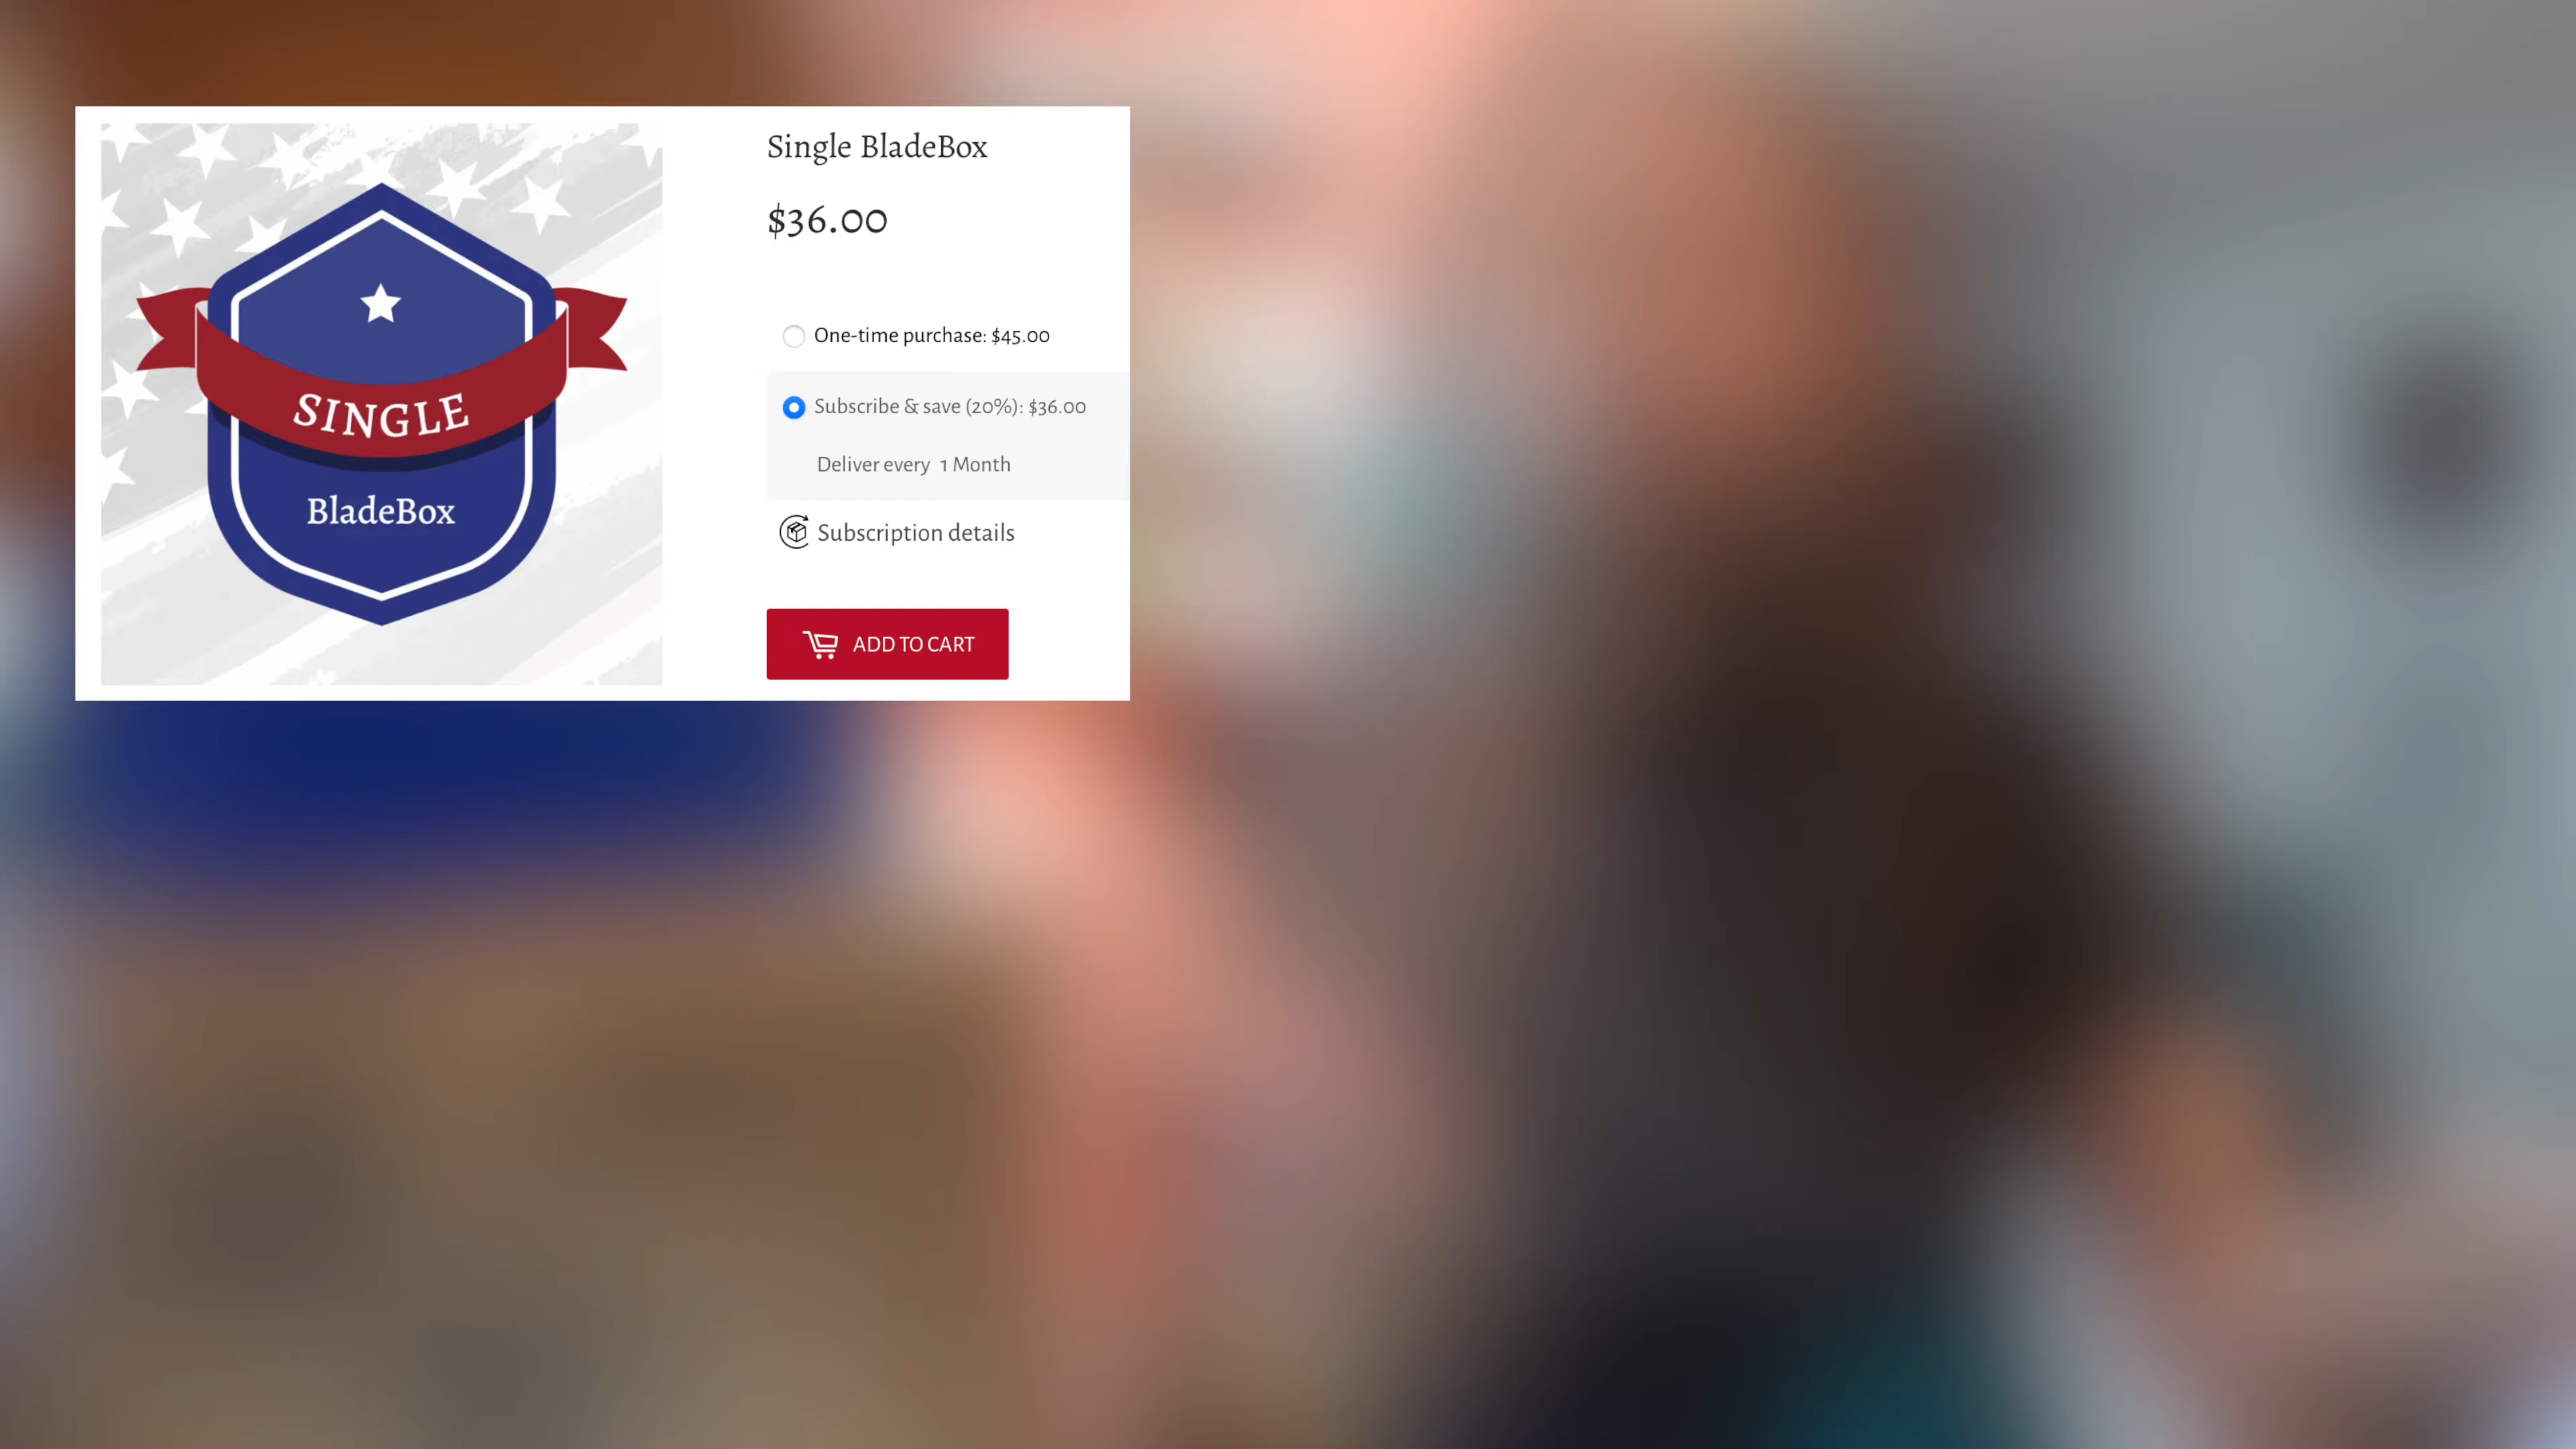 Single BladeBox
$36.00
One-time purchase: $45.00
Subscribe & save (20%): $36.00
Deliver every 1 Month
Subscription details
ADD TO CART
SINGLE
BladeBox